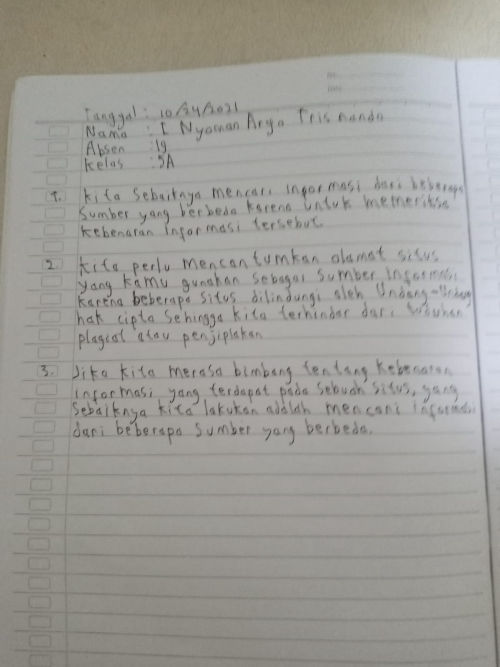 Tanggal : 10/24/2021
Nama : I Nyoman Arya Trisnanda
Absen : 19
Kelas : 5A
1. Kita sebaiknya mencari informasi dari beberapa
sumber yang berbeda karena untuk memeriksa
kebenaran informasi tersebut.
2. Kita perlu mencantumkan alamat situs
yang kamu gunakan sebagai sumber informasi
karena beberapa situs dilindungi oleh Undang-Undang
hak cipta sehingga kita terhindar dari tuduhan
plagiat atau penjiplakan
3. Jika kita merasa bimbang tentang kebenaran
informasi yang terdapat pada sebuah situs, yang
sebaiknya kita lakukan adalah mencari informasi
dari beberapa sumber yang berbeda.